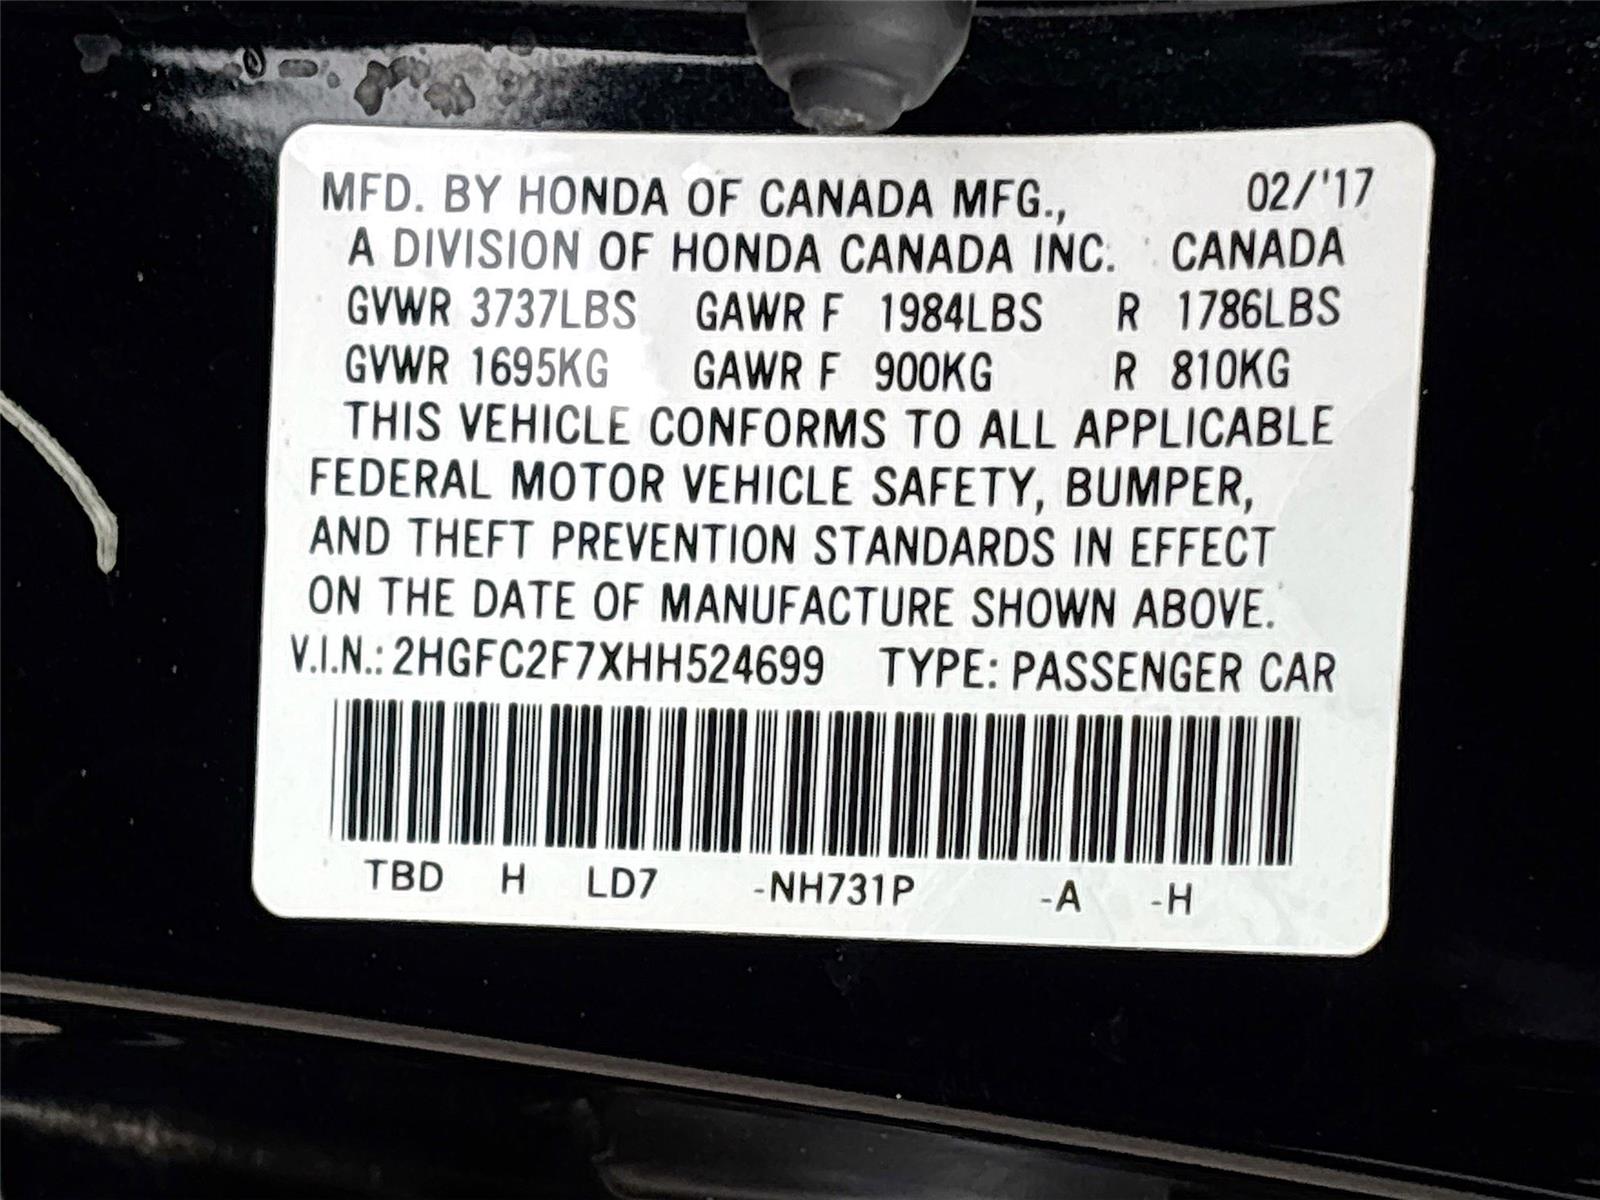 MFD. BY HONDA OF CANADA MFG., 02/'17
A DIVISION OF HONDA CANADA INC. CANADA
GVWR 3737LBS GAWR F 1984LBS R 1786LBS
GVWR 1695KG GAWR F 900KG R 810KG
THIS VEHICLE CONFORMS TO ALL APPLICABLE
FEDERAL MOTOR VEHICLE SAFETY, BUMPER,
AND THEFT PREVENTION STANDARDS IN EFFECT
ON THE DATE OF MANUFACTURE SHOWN ABOVE.
V.I.N.: 2HGFC2F7XHH524699 TYPE: PASSENGER CAR
TBD H LD7 -NH731P -A -H